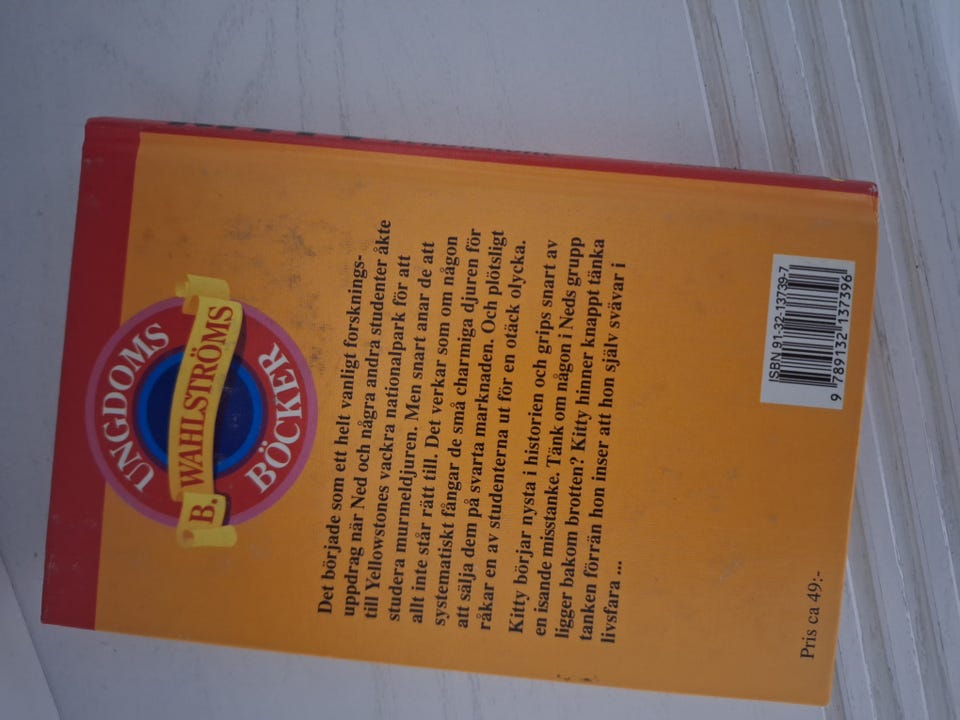 UNGDOMS
B. WAHLSTRÖMS
BÖCKER
Det började som ett helt vanligt forsknings-
uppdrag när Ned och några andra studenter åkte
till Yellowstones vackra nationalpark för att
studera murmeldjuren. Men snart anar de att
allt inte står rätt till. Det verkar som om någon
systematiskt fångar de små charmiga djuren för
att sälja dem på svarta marknaden. Och plötsligt
råkar en av studenterna ut för en otäck olycka.
Kitty börjar nysta i historien och grips snart av
en isande misstanke. Tänk om någon i Neds grupp
ligger bakom brotten? Kitty hinner knappt tänka
tanken förrän hon inser att hon själv svävar i
livsfara ...
ISBN 91-32-13739-7
9 789132 137396
Pris ca 49:-